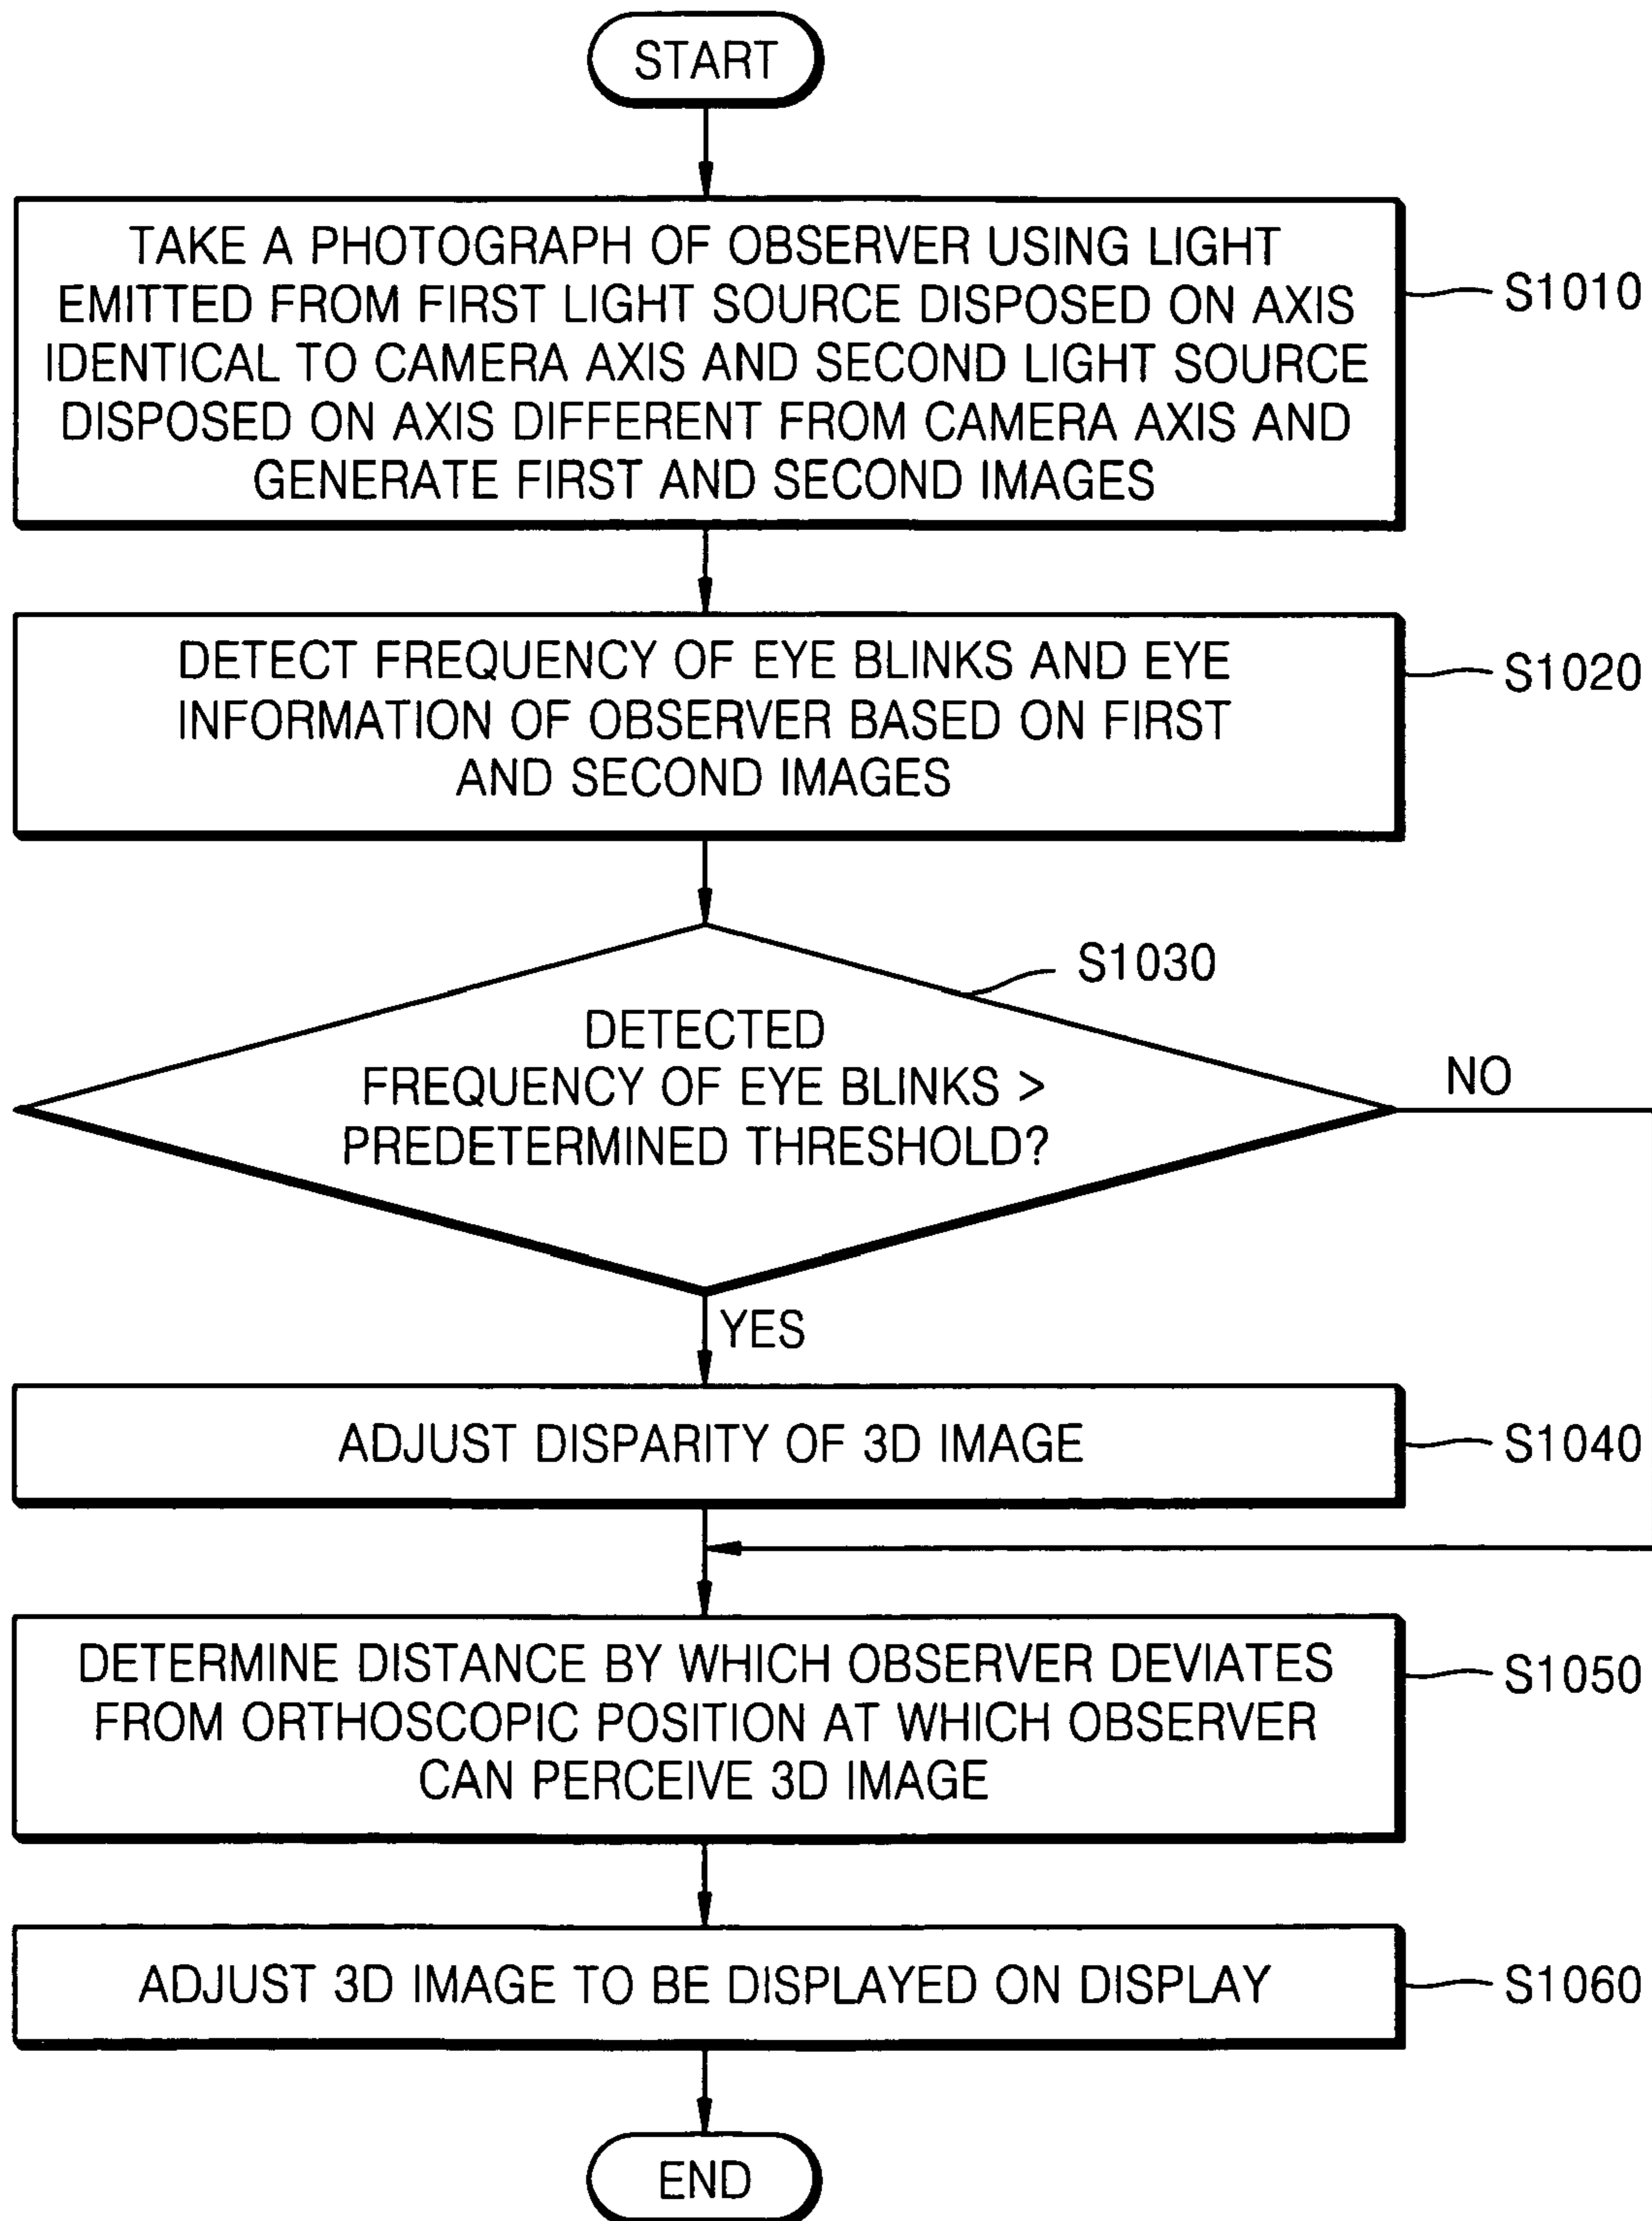 START
TAKE A PHOTOGRAPH OF OBSERVER USING LIGHT
EMITTED FROM FIRST LIGHT SOURCE DISPOSED ON AXIS
IDENTICAL TO CAMERA AXIS AND SECOND LIGHT SOURCE
DISPOSED ON AXIS DIFFERENT FROM CAMERA AXIS AND
GENERATE FIRST AND SECOND IMAGES
S1010
DETECT FREQUENCY OF EYE BLINKS AND EYE
INFORMATION OF OBSERVER BASED ON FIRST
AND SECOND IMAGES
S1020
S1030
DETECTED
FREQUENCY OF EYE BLINKS >
PREDETERMINED THRESHOLD?
NO
YES
ADJUST DISPARITY OF 3D IMAGE
S1040
DETERMINE DISTANCE BY WHICH OBSERVER DEVIATES
FROM ORTHOSCOPIC POSITION AT WHICH OBSERVER
CAN PERCEIVE 3D IMAGE
S1050
ADJUST 3D IMAGE TO BE DISPLAYED ON DISPLAY
S1060
END